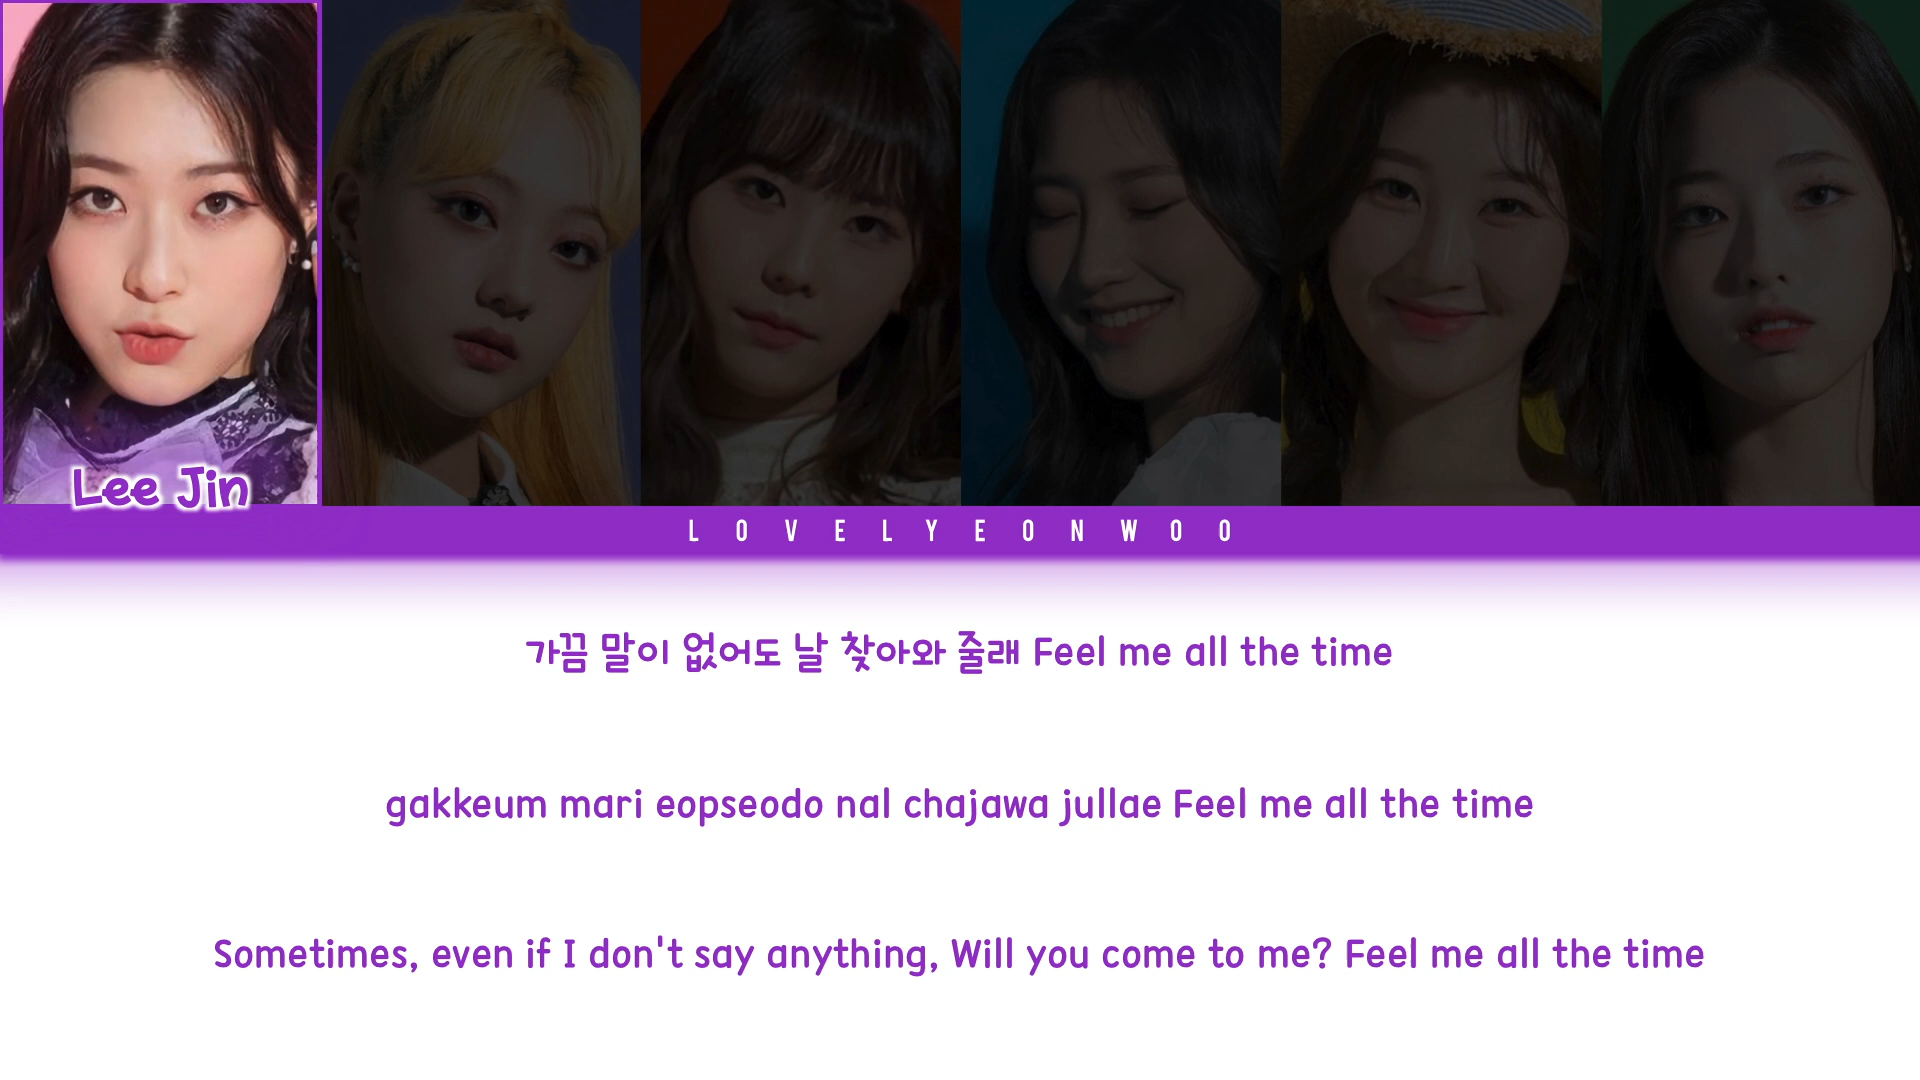 Lee Jin
LOVELYEONWOO
가끔 말이 없어도 날 찾아와 줄래 Feel me all the time
gakkeum mari eopseodo nal chajawa jullae Feel me all the time
Sometimes, even if I don't say anything, Will you come to me? Feel me all the time